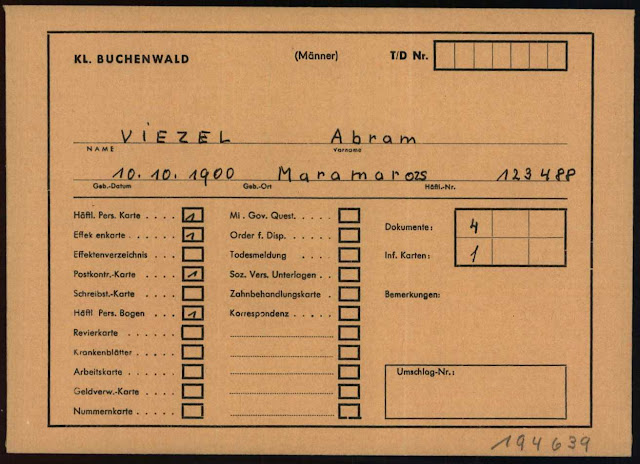 KL. BUCHENWALD (Männer) T/D Nr.
VIEZEL Abram
NAME Vorname
10.10.1900 Maramarozs 123488
Geb.-Datum Geb.-Ort Häftl.-Nr.
Häftl. Pers. Karte . . . . 1
Effek enkarte . . . . . 1
Effektenverzeichnis . .
Postkontr.-Karte . . . . 1
Schreibst.-Karte . . . .
Häftl. Pers. Bogen . . . 1
Revierkarte . . . . . .
Krankenblätter . . . .
Arbeitskarte . . . . . .
Geldverw.-Karte . . . .
Nummernkarte . . . . .
Mi . Gov. Quest. . . . .
Order f. Disp. . . . . .
Todesmeldung . . . .
Soz. Vers. Unterlagen . .
Zahnbehandlungskarte .
Korrespondenz . . . . .
Dokumente: 4
Inf. Karten: 1
Bemerkungen:
Umschlag-Nr.:
194639